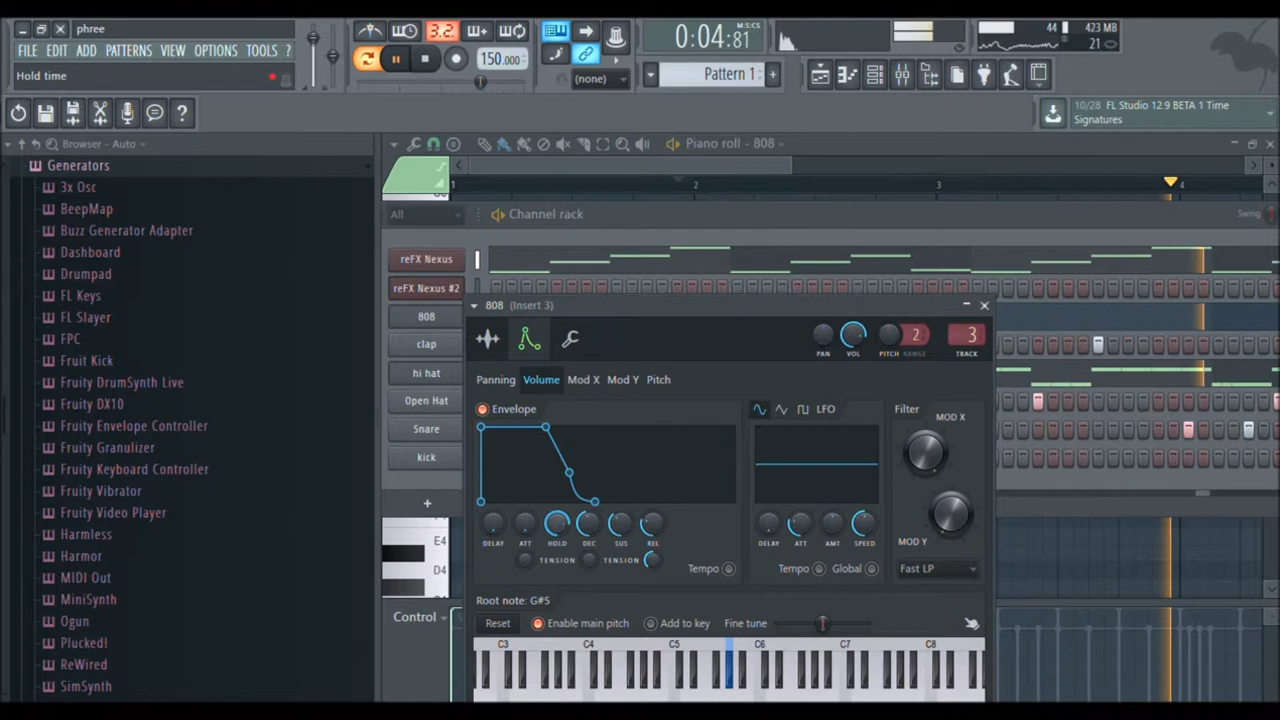 phree
FILE EDIT ADD PATTERNS VIEW OPTIONS TOOLS ?
Hold time
3.2
150.000
(none)
M:S:CS
0:04:81
Pattern 1
44
423 MB
21
10/28 FL Studio 12.9 BETA 1 Time
Signatures
Browser - Auto
Piano roll - 808
Generators
3x Osc
BeepMap
Buzz Generator Adapter
Dashboard
Drumpad
FL Keys
FL Slayer
FPC
Fruit Kick
Fruity DrumSynth Live
Fruity DX10
Fruity Envelope Controller
Fruity Granulizer
Fruity Keyboard Controller
Fruity Vibrator
Fruity Video Player
Harmless
Harmor
MIDI Out
MiniSynth
Ogun
Plucked!
ReWired
SimSynth
1 2 3 4
All
Channel rack
Swing
reFX Nexus
reFX Nexus #2
808
clap
hi hat
Open Hat
Snare
kick
+
E4
D4
Control
808 (Insert 3)
PAN VOL PITCH RANGE 2 3 TRACK
Panning Volume Mod X Mod Y Pitch
Envelope
LFO
Filter
MOD X
DELAY ATT HOLD DEC SUS REL
TENSION TENSION
Tempo
DELAY ATT AMT SPEED
Tempo Global
MOD Y
Fast LP
Root note: G#5
Reset Enable main pitch Add to key Fine tune
C3 C4 C5 C6 C7 C8